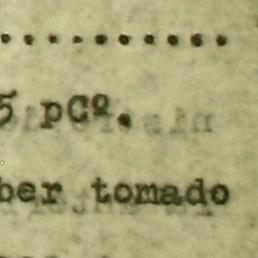 ..........
5 pCº.
ber tomado